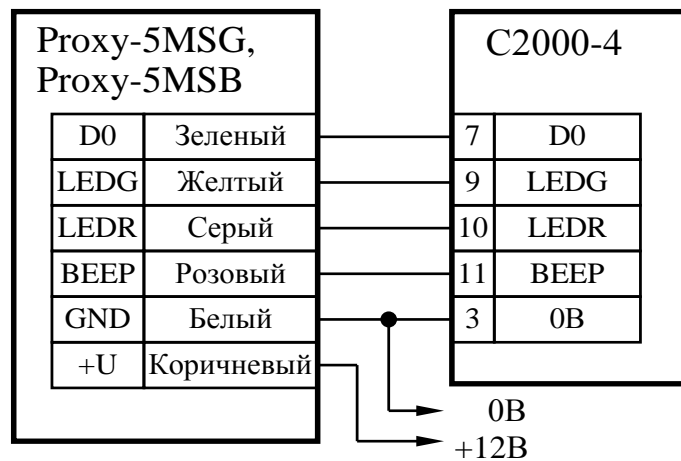 Proxy-5MSG,
Proxy-5MSB
С2000-4
D0 Зеленый 7 D0
LEDG Желтый 9 LEDG
LEDR Серый 10 LEDR
BEEP Розовый 11 BEEP
GND Белый 3 0В
+U Коричневый
0В
+12В